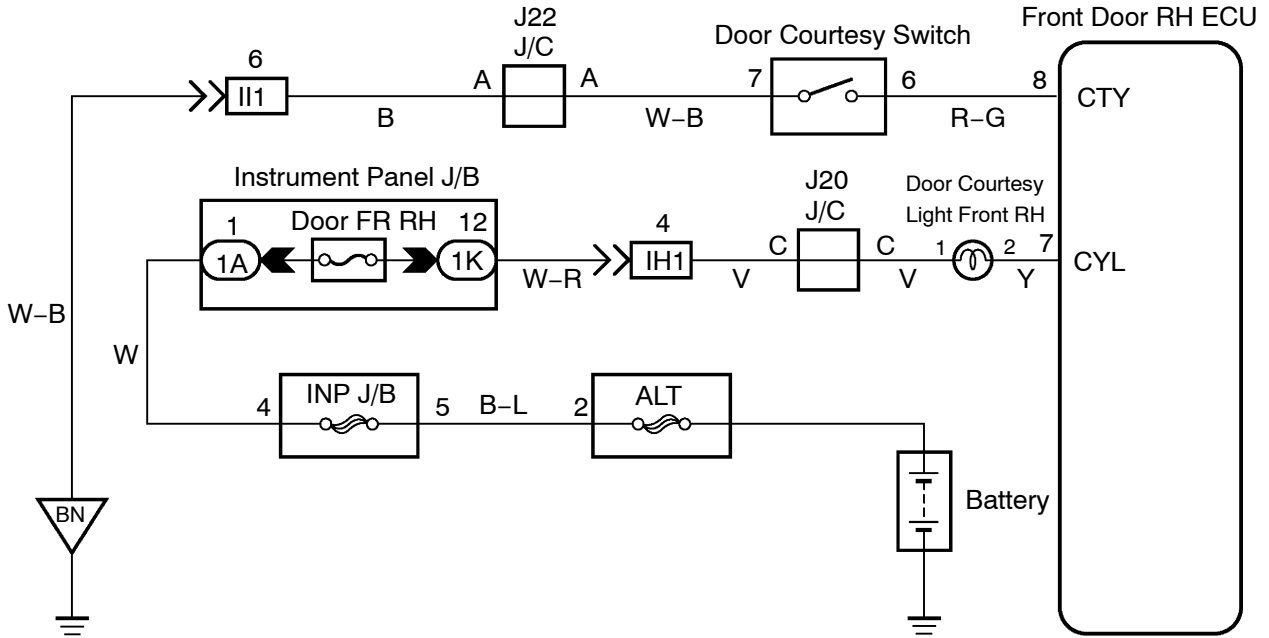 Front Door RH ECU
J22
J/C
Door Courtesy Switch
6
II1
A
A
7
6
8
CTY
B
W–B
R–G
Instrument Panel J/B
J20
J/C
Door Courtesy
Light Front RH
1
Door FR RH
12
4
1A
1K
IH1
C
C
1
2
7
CYL
W–R
V
V
Y
W–B
W
INP J/B
ALT
4
5
B–L
2
Battery
BN